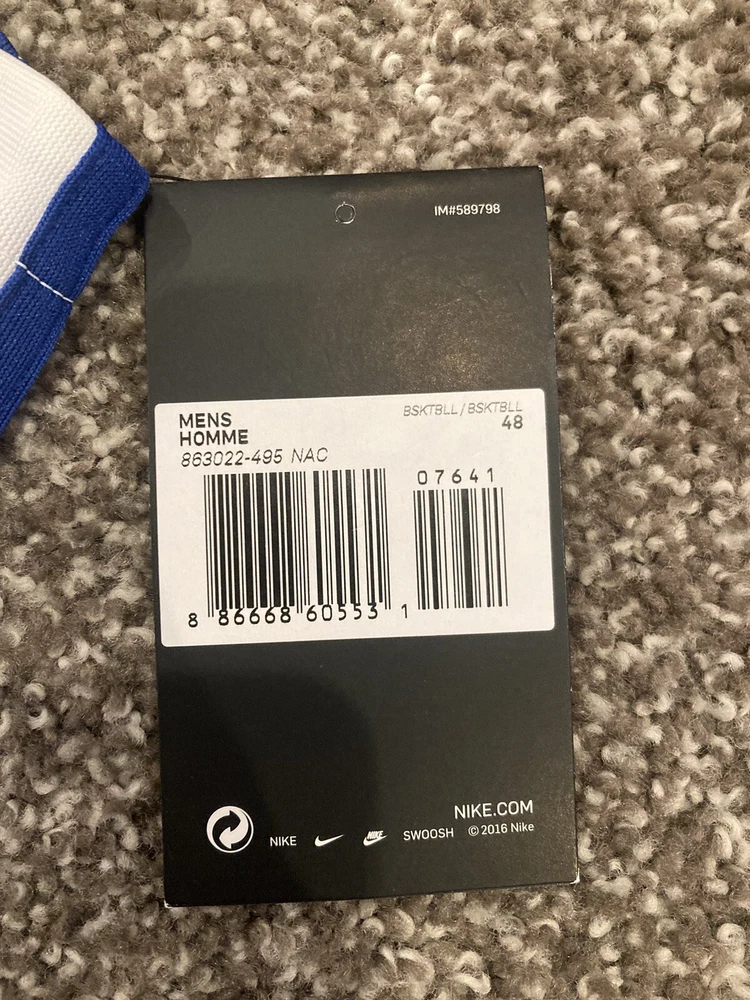 IM#589798
MENS
HOMME
BSKTBLL / BSKTBLL
48
863022-495 NAC
07641
8 86668 60553 1
NIKE.COM
NIKE NIKE SWOOSH © 2016 Nike